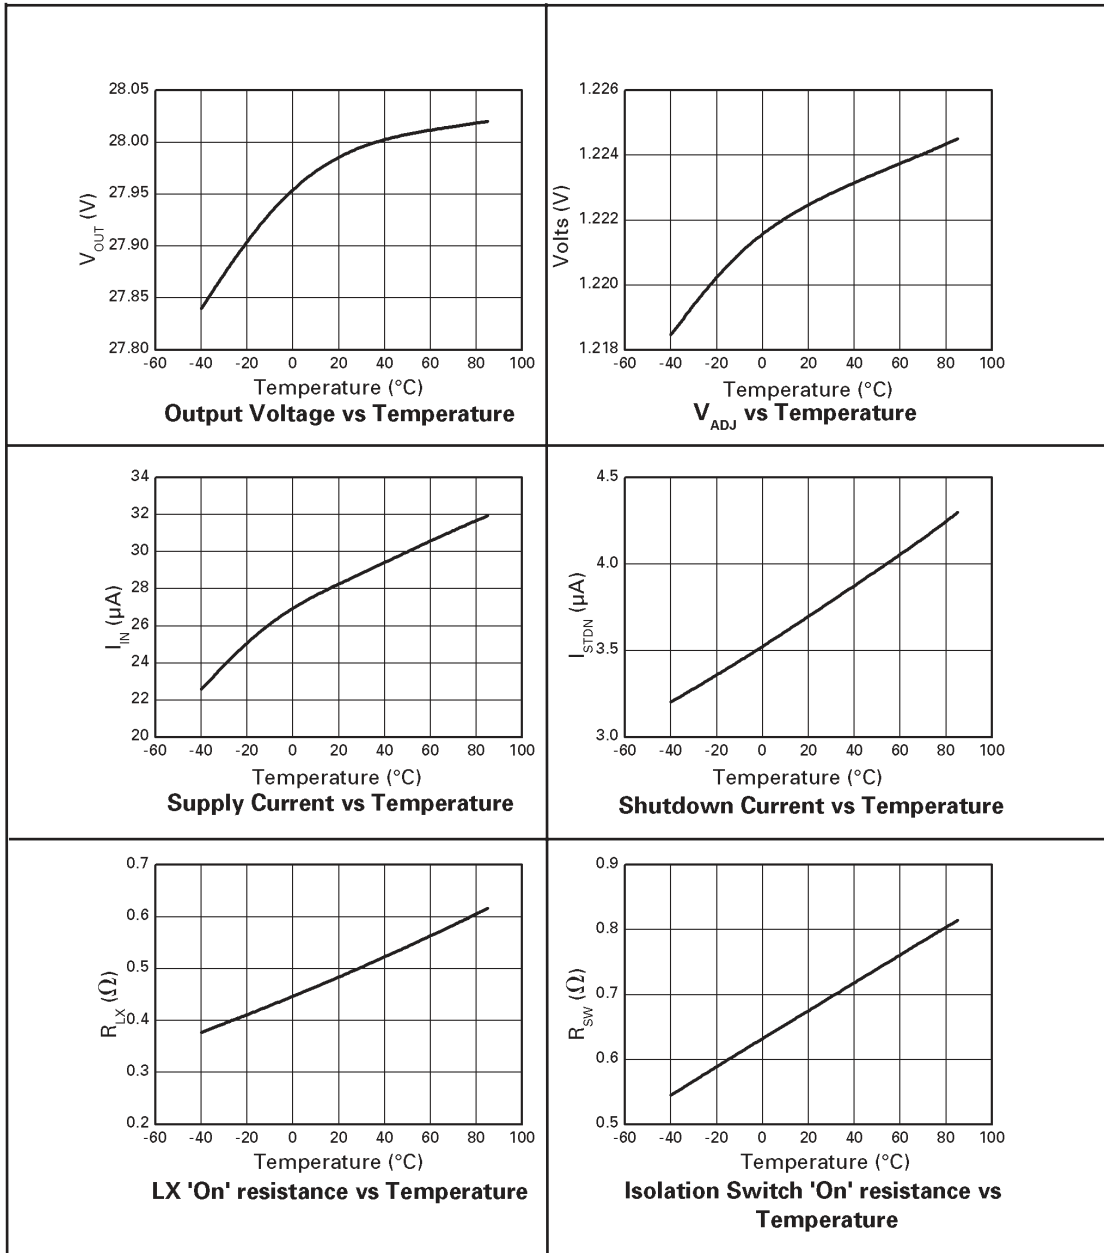 28.05
28.00
27.95
27.90
27.85
27.80
V_OUT (V)
-60 -40 -20 0 20 40 60 80 100
Temperature (°C)
Output Voltage vs Temperature
1.226
1.224
1.222
1.220
1.218
Volts (V)
-60 -40 -20 0 20 40 60 80 100
Temperature (°C)
V_ADJ vs Temperature
34
32
30
28
26
24
22
20
I_IN (µA)
-60 -40 -20 0 20 40 60 80 100
Temperature (°C)
Supply Current vs Temperature
4.5
4.0
3.5
3.0
I_STDN (µA)
-60 -40 -20 0 20 40 60 80 100
Temperature (°C)
Shutdown Current vs Temperature
0.7
0.6
0.5
0.4
0.3
0.2
R_LX (Ω)
-60 -40 -20 0 20 40 60 80 100
Temperature (°C)
LX 'On' resistance vs Temperature
0.9
0.8
0.7
0.6
0.5
R_SW (Ω)
-60 -40 -20 0 20 40 60 80 100
Temperature (°C)
Isolation Switch 'On' resistance vs
Temperature